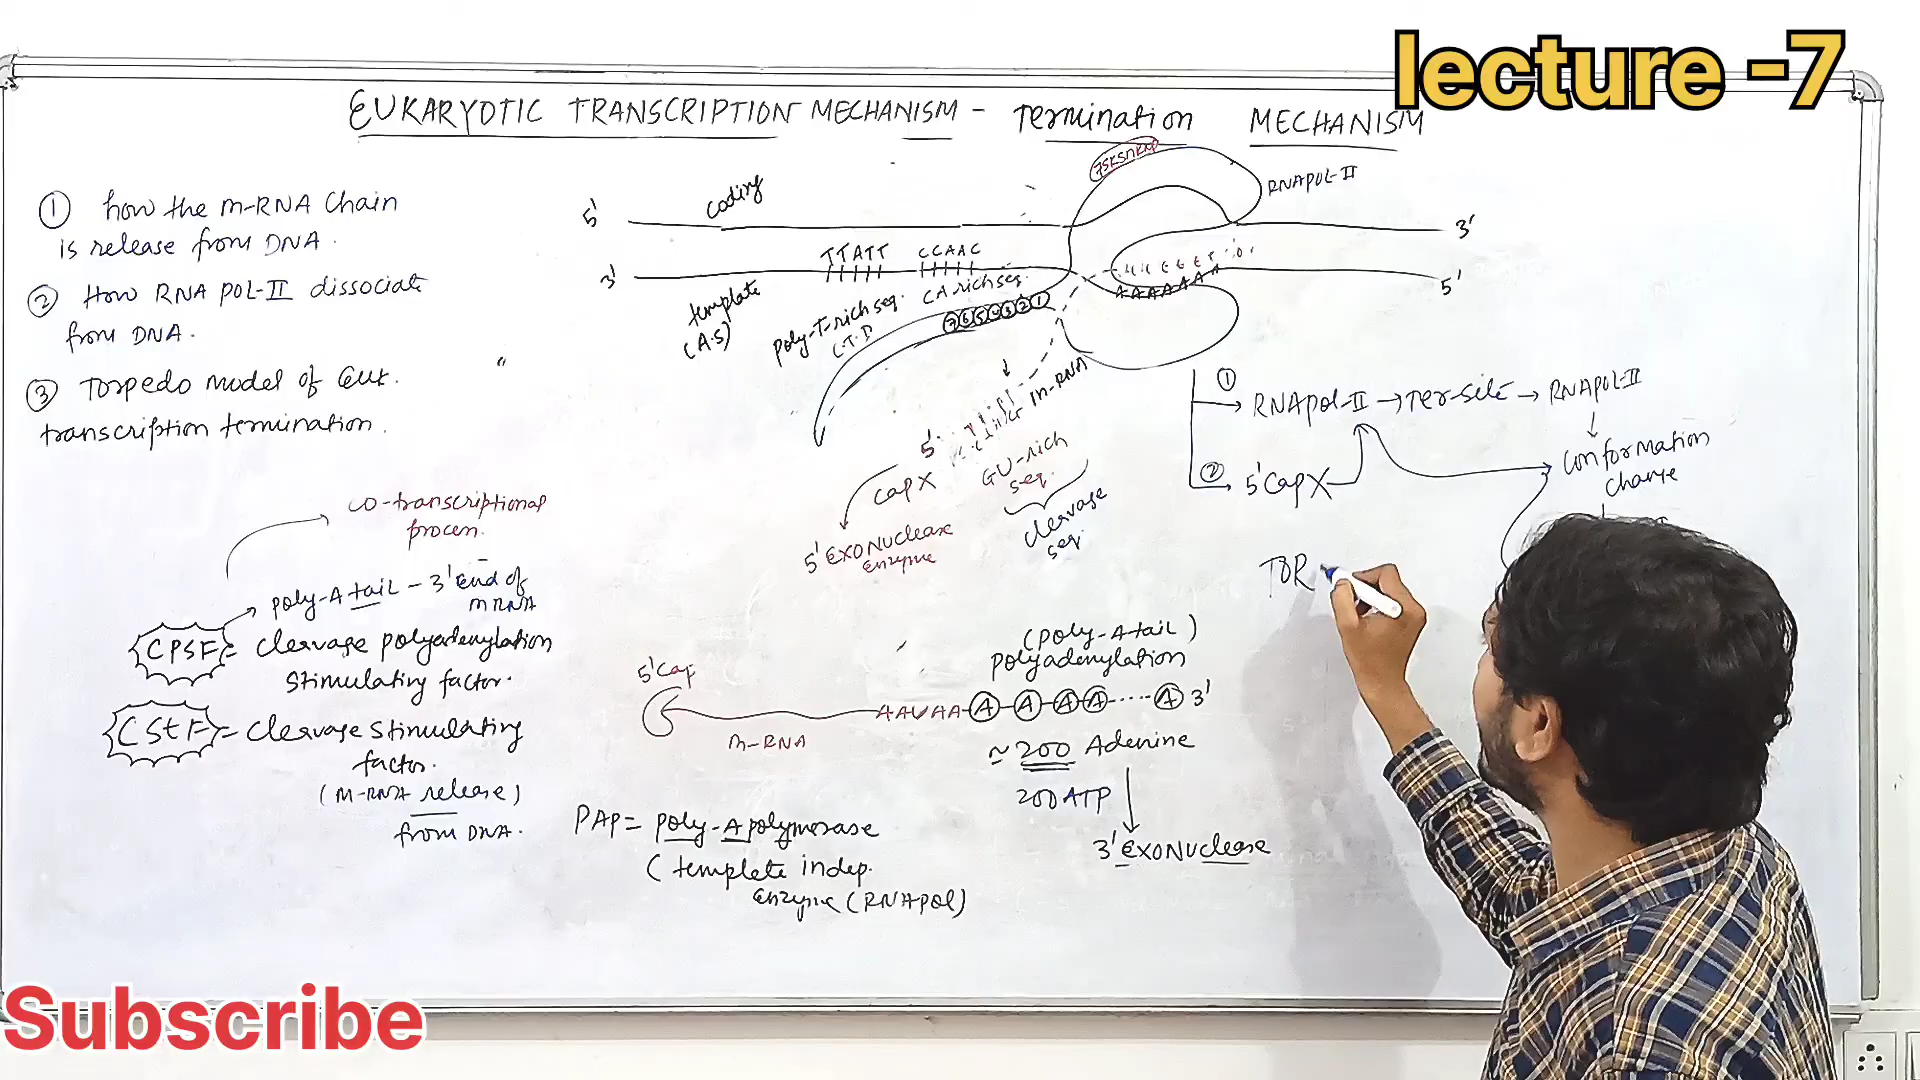 lecture -7
EUKARYOTIC TRANSCRIPTION MECHANISM - Termination MECHANISM
① how the m-RNA Chain
is release from DNA.
② How RNA pol-II dissociate
from DNA.
③ Torpedo model of Euk.
transcription termination.
7SKSnRNP
RNAPOL-II
5' coding 3'
TTATT CCAAC
3' 5'
template
(A.S)
poly-T-rich seq.
C.T.D
CA rich seq.
⑦⑥⑤④③②①
AAAAAA
m-RNA
5'
Cap X
GU-rich
seq.
cleavage
seq.
5' EXONuclease
Enzyme
① RNApol-II → Ter-site → RNAPOL-II
Conformation
change
② 5' Cap X
TOR
co-transcriptional
process.
poly-A tail - 3' End of
mRNA
CPSF = cleavage polyadenylation
Stimulating factor.
CStF = cleavage stimulating
factor.
(m-RNA release)
from DNA.
(poly-A tail)
polyadenylation
5' Cap
AAUAA-A-A-A-A.....A 3'
m-RNA
≈ 200 Adenine
200 ATP
3' EXONuclease
PAP = poly-A polymerase
(template indep.
Enzyme (RNAPOL)
Subscribe